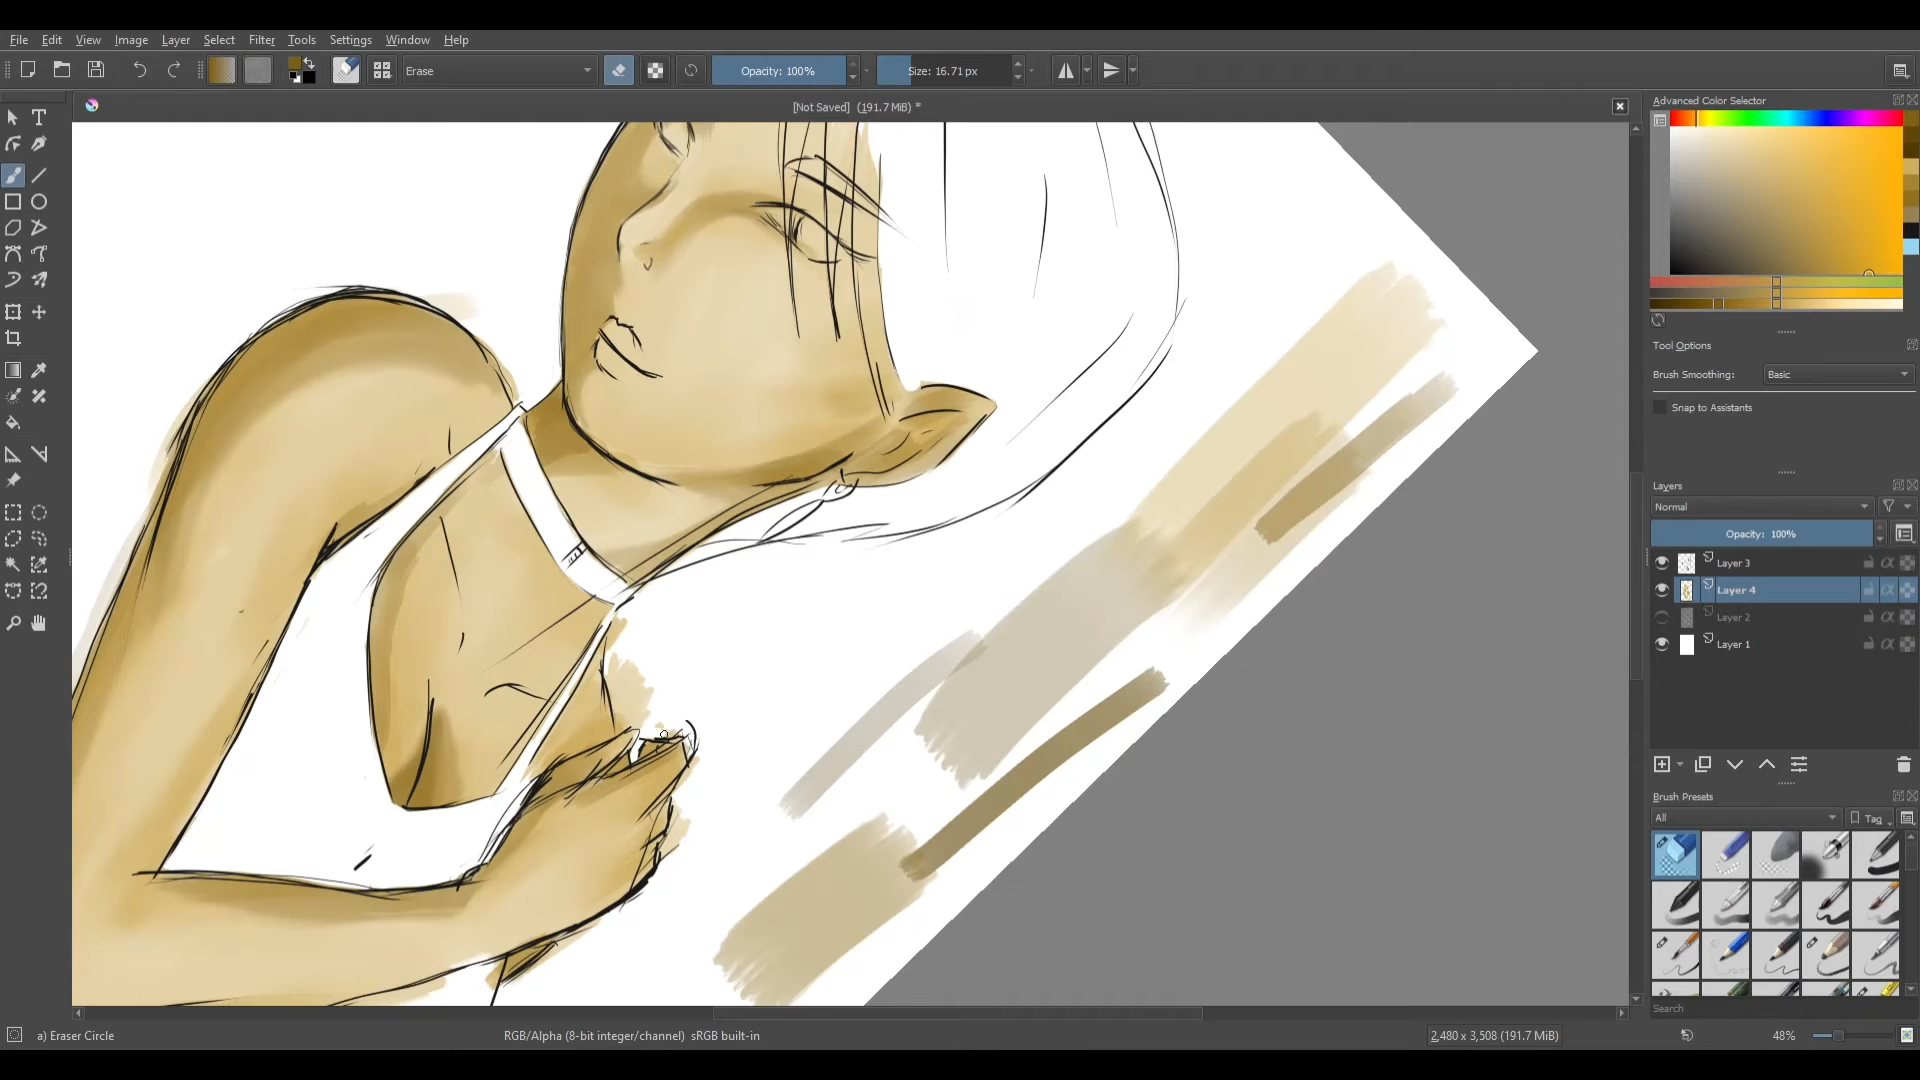 File Edit View Image Layer Select Filter Tools Settings Window Help
Erase
Opacity: 100%
Size: 16.71 px
[Not Saved] (191.7 MiB) *
Advanced Color Selector
Tool Options
Brush Smoothing:
Basic
Snap to Assistants
Layers
Normal
Opacity: 100%
Layer 3
Layer 4
Layer 2
Layer 1
Brush Presets
All
Tag
Search
a) Eraser Circle
RGB/Alpha (8-bit integer/channel) sRGB built-in
2,480 x 3,508 (191.7 MiB)
48%